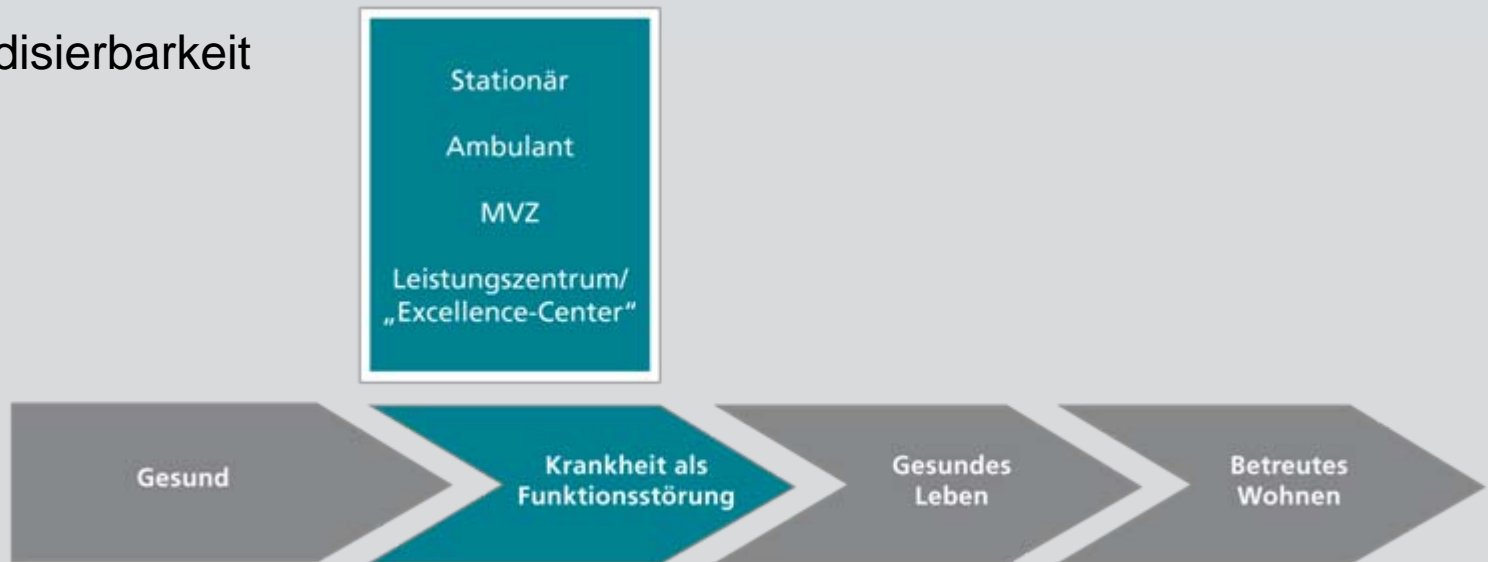 disierbarkeit
Stationär
Ambulant
MVZ
Leistungszentrum/
„Excellence-Center“
Gesund
Krankheit als
Funktionsstörung
Gesundes
Leben
Betreutes
Wohnen